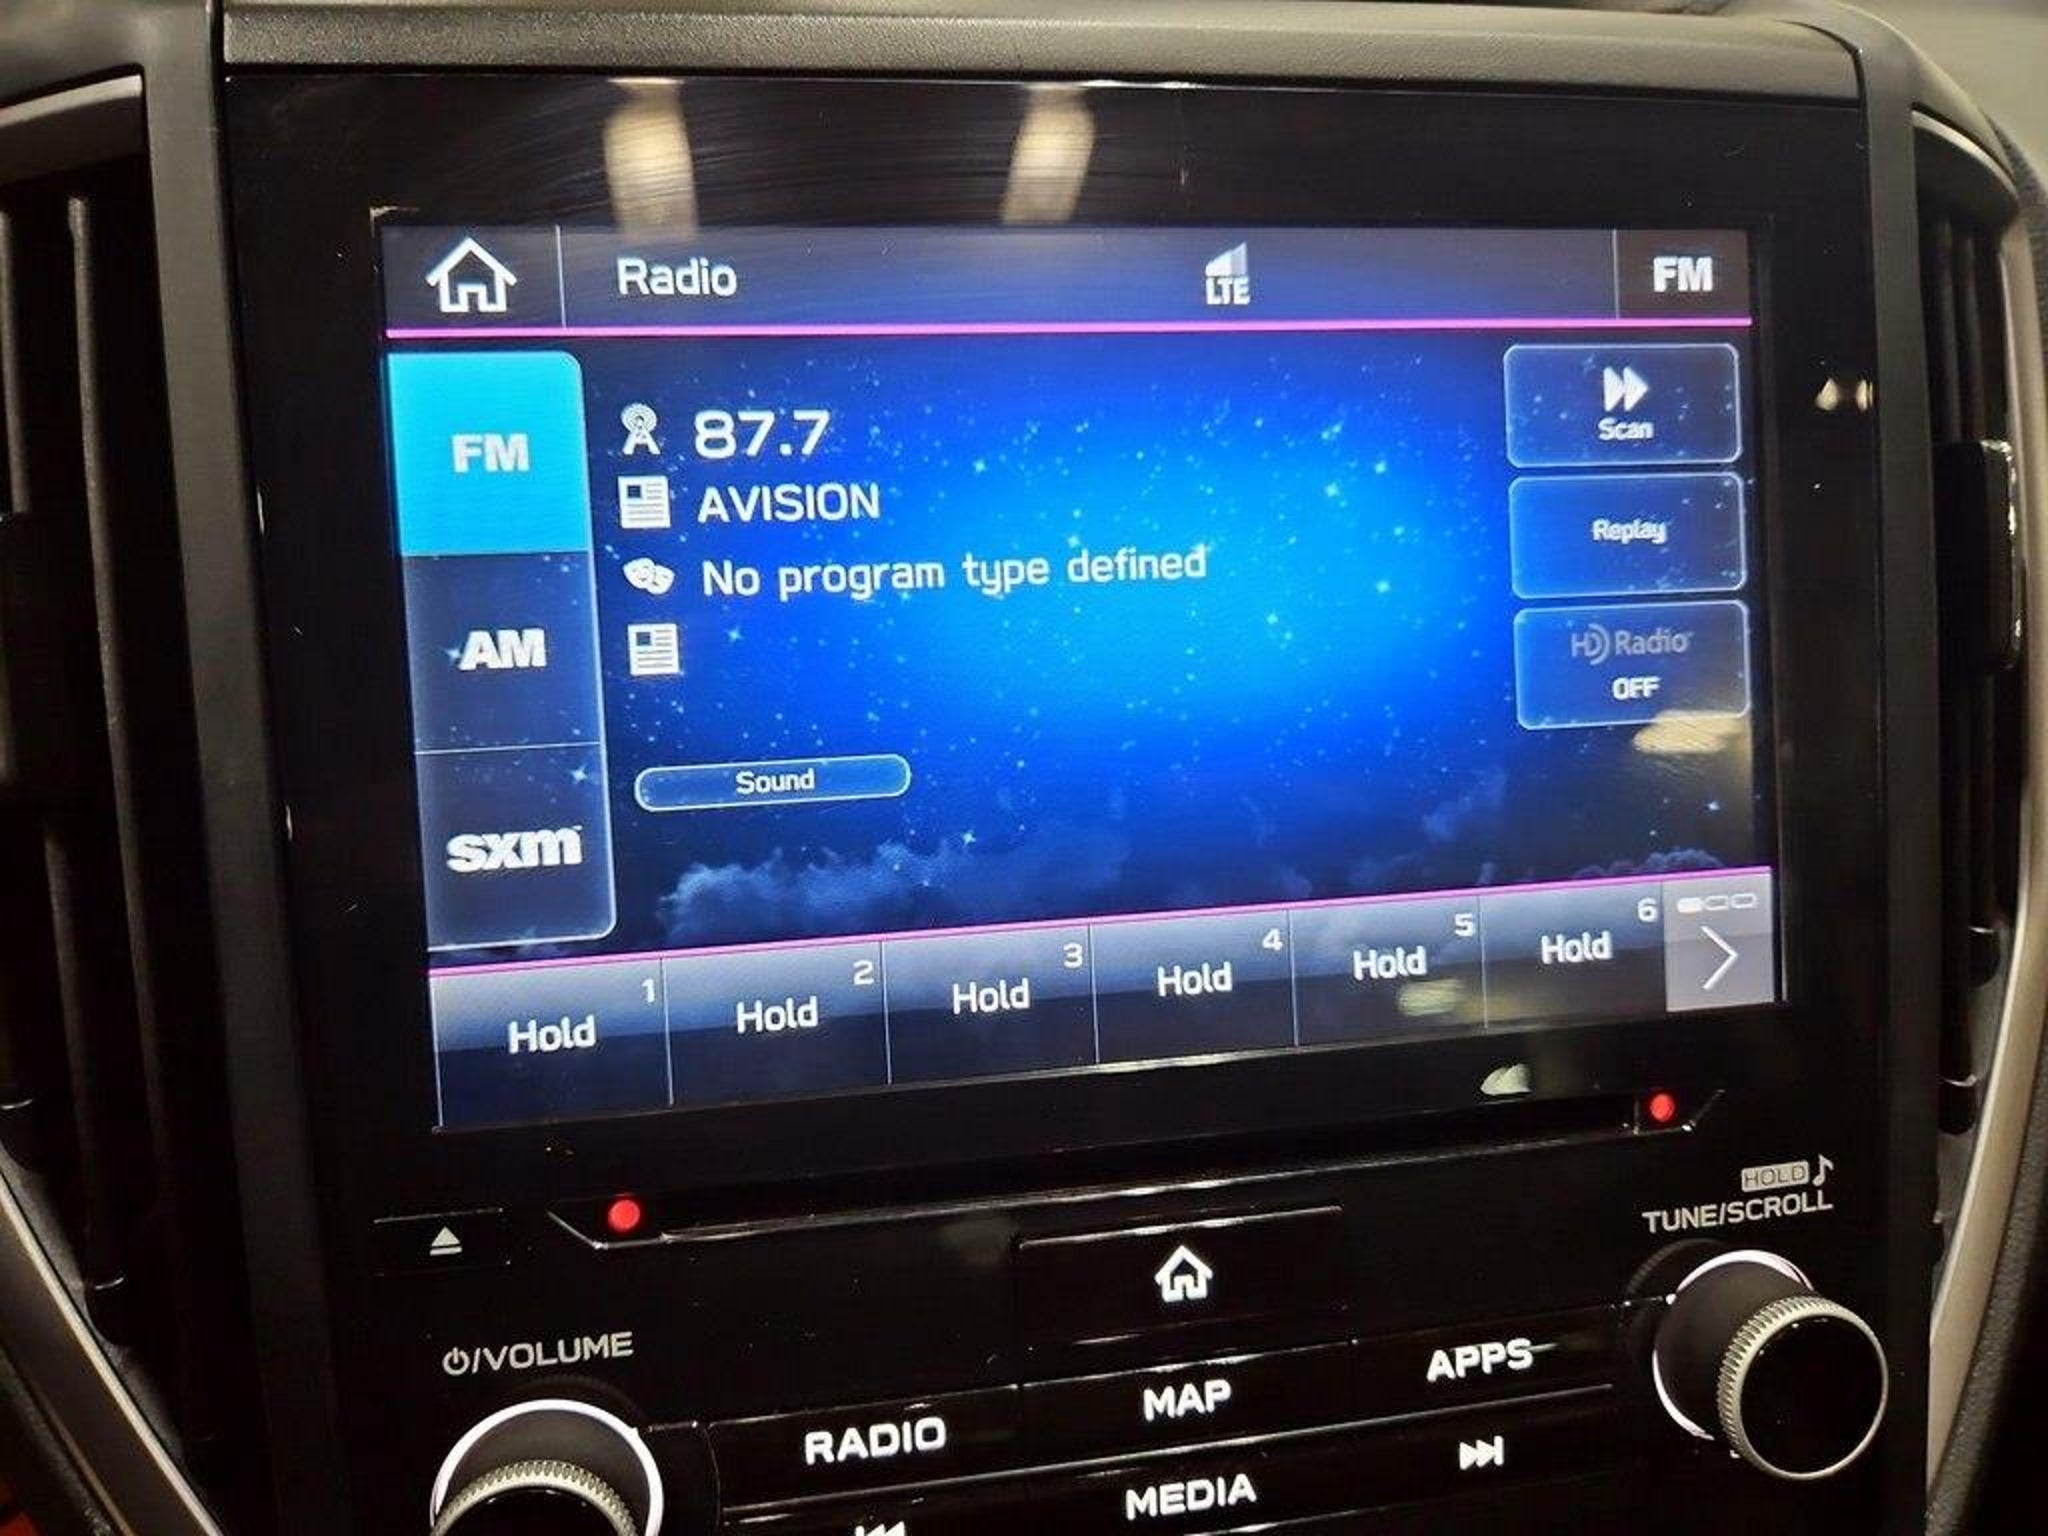 Radio
LTE
FM
FM
87.7
Scan
AVISION
Replay
No program type defined
AM
HD Radio
OFF
Sound
sxm
1
Hold
2
Hold
3
Hold
4
Hold
5
Hold
6
Hold
HOLD
TUNE/SCROLL
/VOLUME
APPS
MAP
RADIO
MEDIA